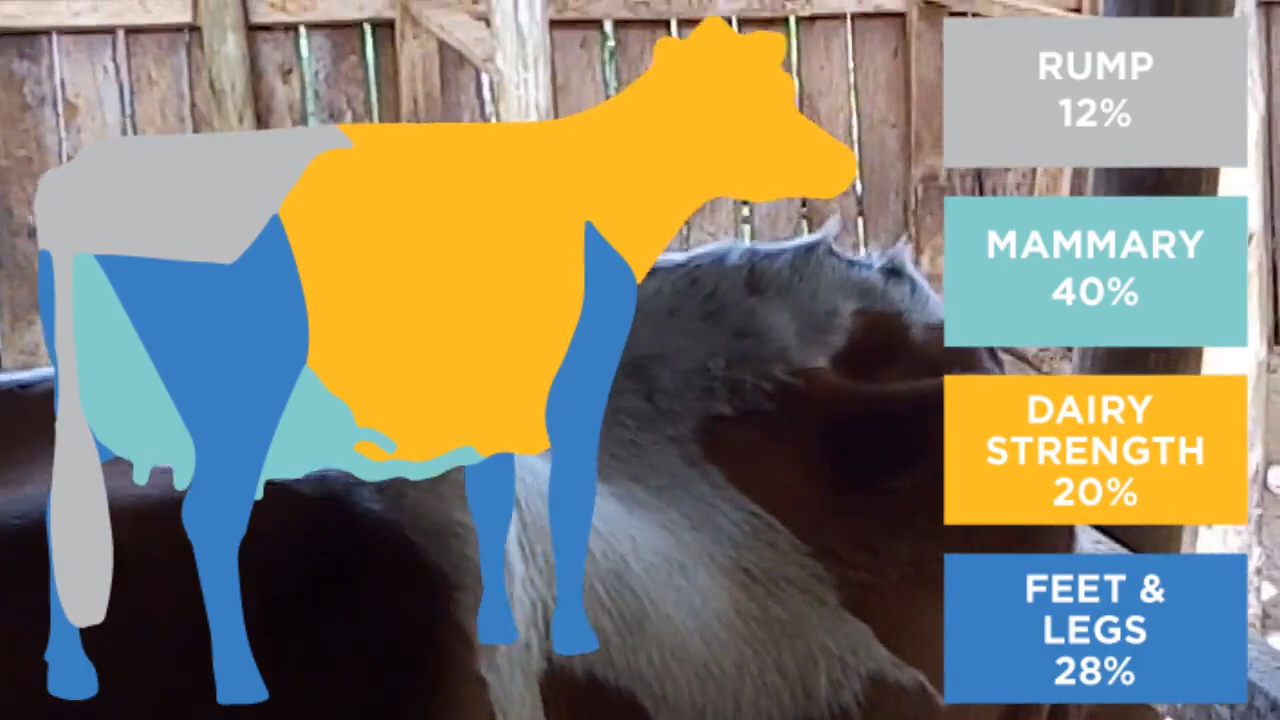 RUMP
12%
MAMMARY
40%
DAIRY
STRENGTH
20%
FEET &
LEGS
28%